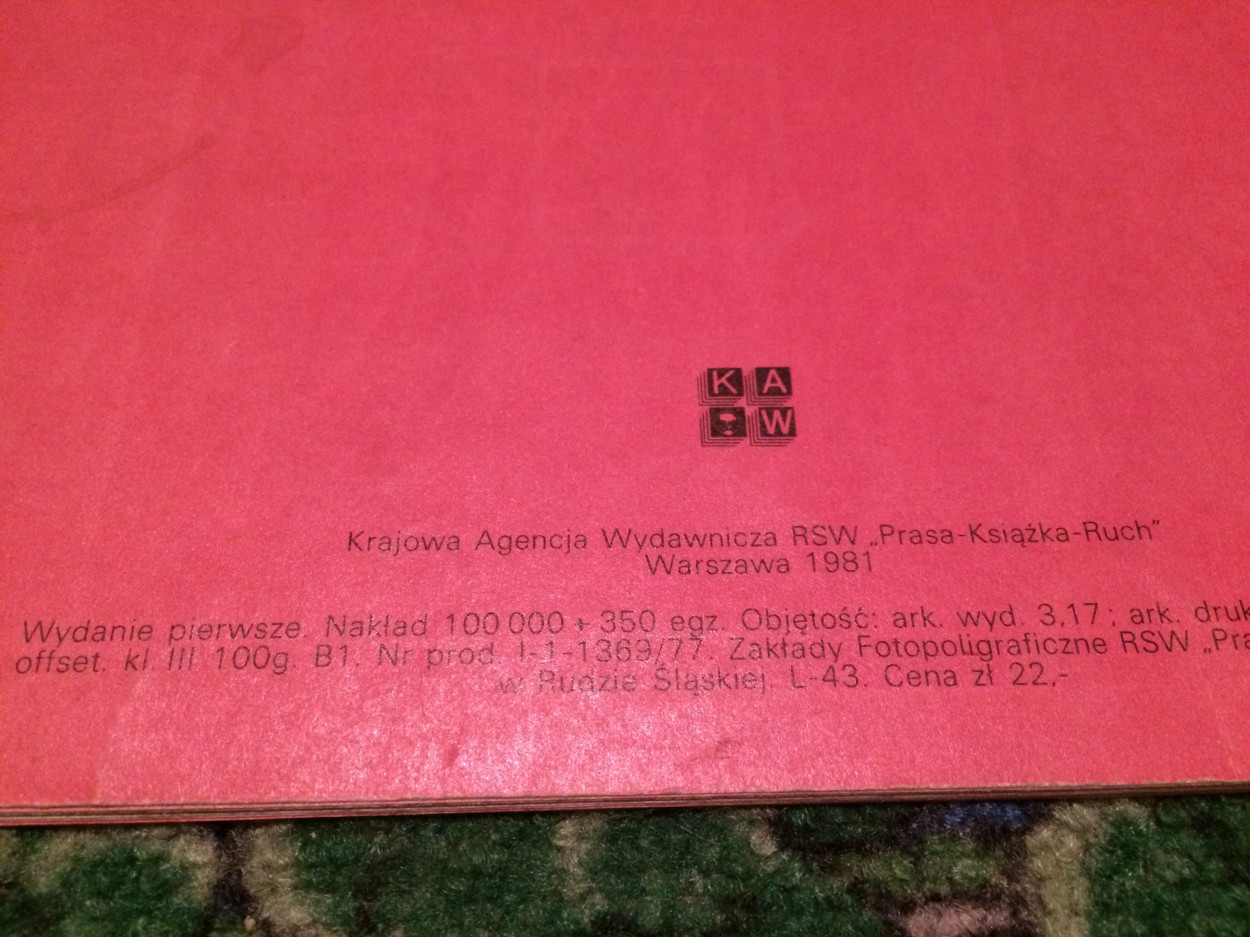 K A
W
Krajowa Agencja Wydawnicza RSW „Prasa-Książka-Ruch”
Warszawa 1981
Wydanie pierwsze. Nakład 100 000 + 350 egz. Objętość: ark. wyd. 3,17; ark. druk
offset. kl. III 100g. B1. Nr prod. I-1-1369/77. Zakłady Fotopoligraficzne RSW „Pra
w Rudzie Śląskiej. L-43. Cena zł 22,-